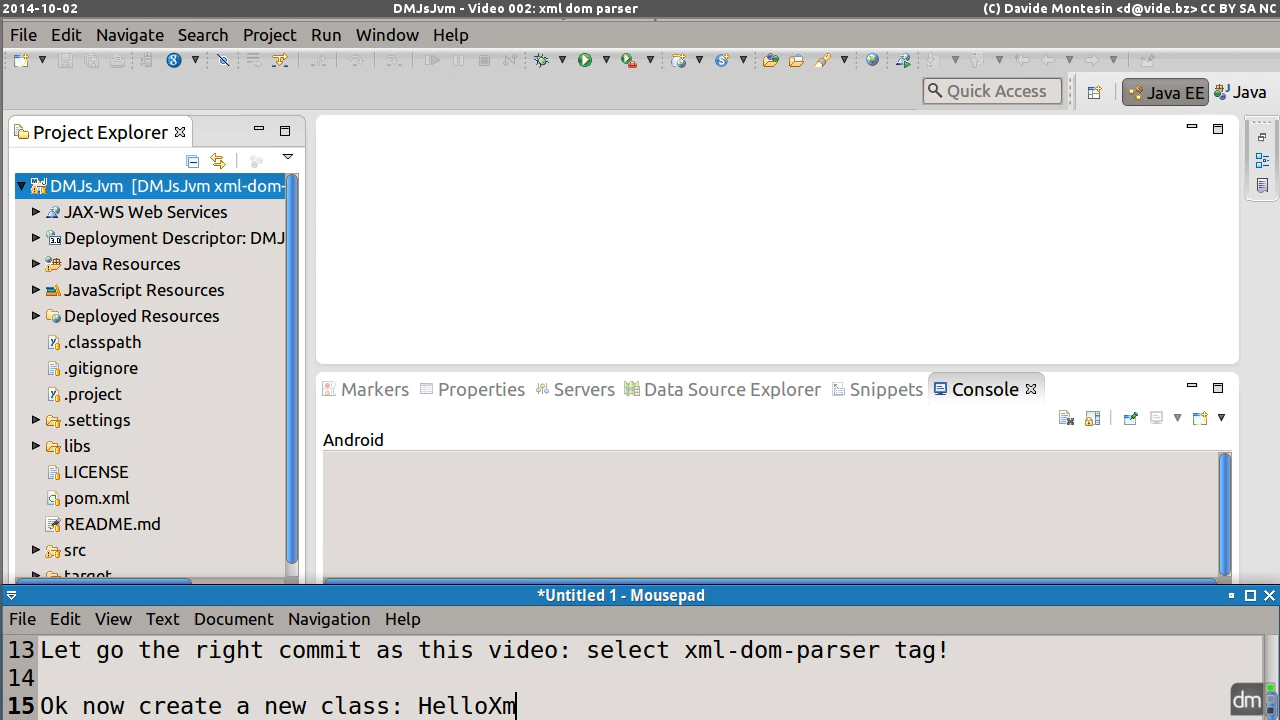 2014-10-02 DMJsJvm - Video 002: xml dom parser (C) Davide Montesin <d@vide.bz> CC BY SA NC
File Edit Navigate Search Project Run Window Help
Quick Access Java EE Java
Project Explorer
DMJsJvm [DMJsJvm xml-dom-
JAX-WS Web Services
Deployment Descriptor: DMJ
Java Resources
JavaScript Resources
Deployed Resources
.classpath
.gitignore
.project
.settings
libs
LICENSE
pom.xml
README.md
src
target
Markers Properties Servers Data Source Explorer Snippets Console
Android
*Untitled 1 - Mousepad
File Edit View Text Document Navigation Help
13 Let go the right commit as this video: select xml-dom-parser tag!
14
15 Ok now create a new class: HelloXm
dm